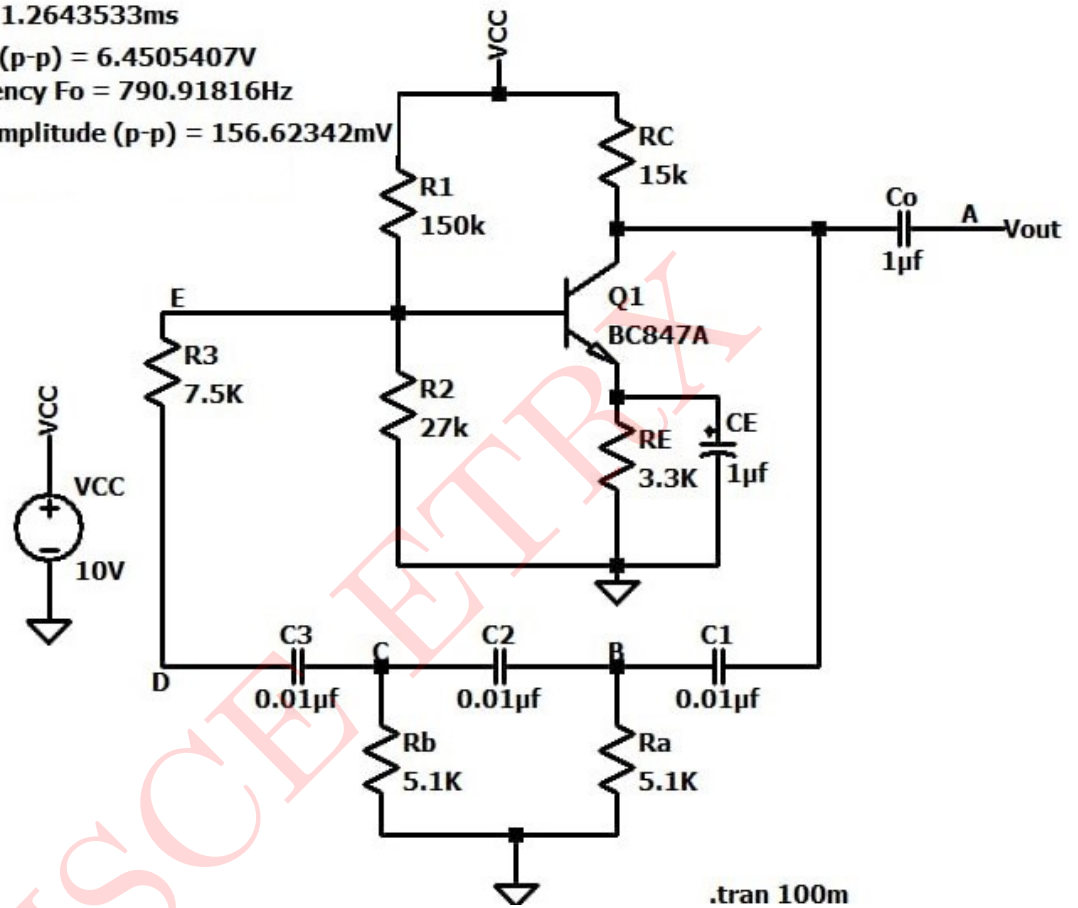 1.2643533ms
(p-p) = 6.4505407V
ency Fo = 790.91816Hz
mplitude (p-p) = 156.62342mV
VCC
RC
15k
R1
150k
Co
1µf
A
Vout
E
Q1
BC847A
R3
7.5K
R2
27k
VCC
CE
1µf
RE
3.3K
VCC
10V
C3
0.01µf
C
C2
0.01µf
B
C1
0.01µf
D
Rb
5.1K
Ra
5.1K
.tran 100m
SCE ETRX